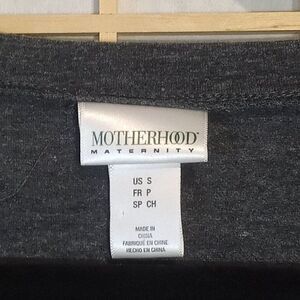 MOTHERHOOD
MATERNITY
US S
FR P
SP CH
MADE IN
CHINA
FABRIQUÉ EN CHINE
HECHO EN CHINA